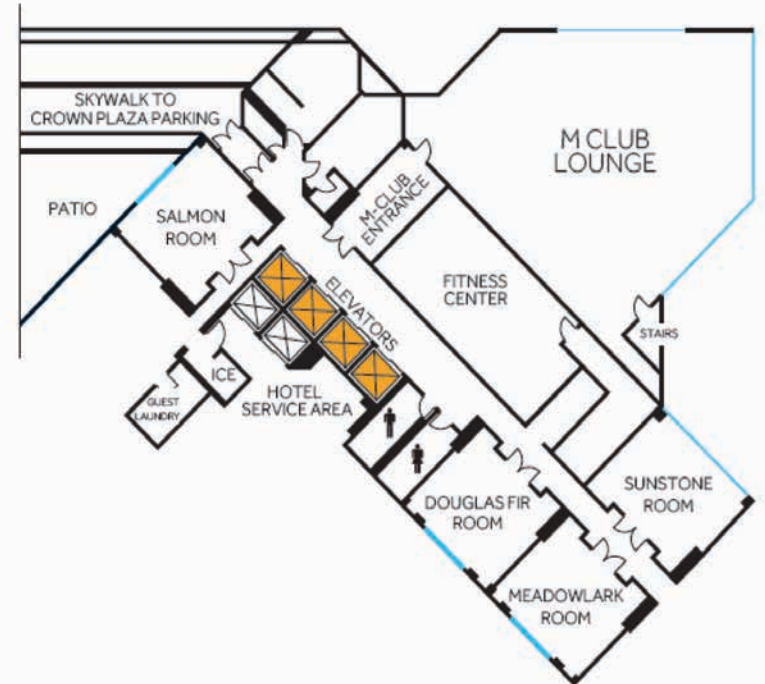 SKYWALK TO
CROWN PLAZA PARKING
M CLUB
LOUNGE
PATIO
SALMON
ROOM
M-CLUB
ENTRANCE
FITNESS
CENTER
ELEVATORS
STAIRS
ICE
GUEST
LAUNDRY
HOTEL
SERVICE AREA
SUNSTONE
ROOM
DOUGLAS FIR
ROOM
MEADOWLARK
ROOM